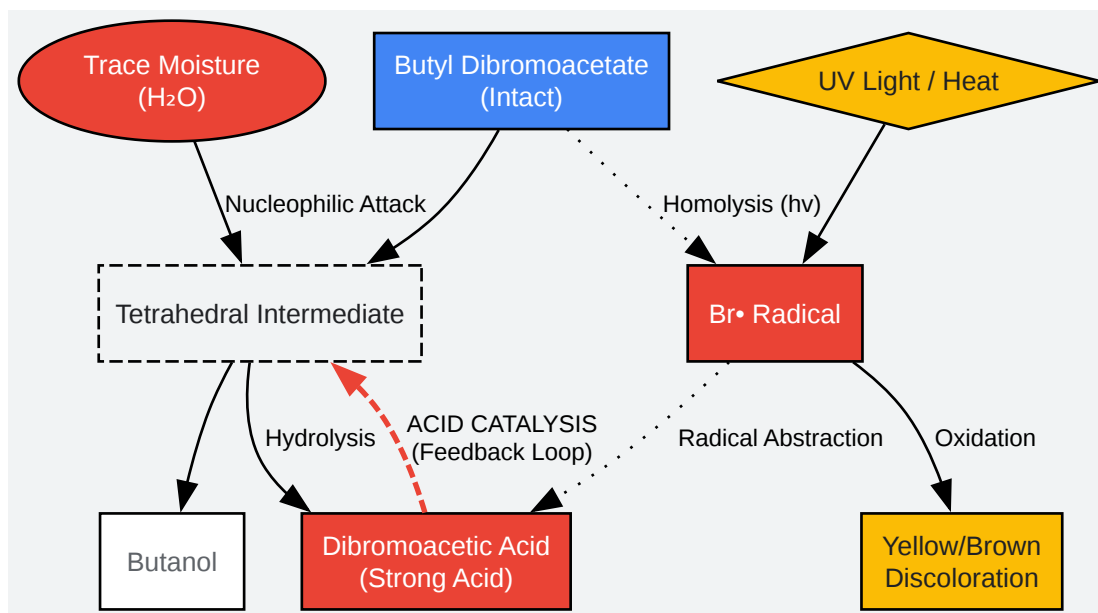 Trace Moisture
(H₂O)
Butyl Dibromoacetate
(Intact)
UV Light / Heat
Nucleophilic Attack
Homolysis (hv)
Tetrahedral Intermediate
Br• Radical
Hydrolysis
ACID CATALYSIS
(Feedback Loop)
Radical Abstraction
Oxidation
Butanol
Dibromoacetic Acid
(Strong Acid)
Yellow/Brown
Discoloration